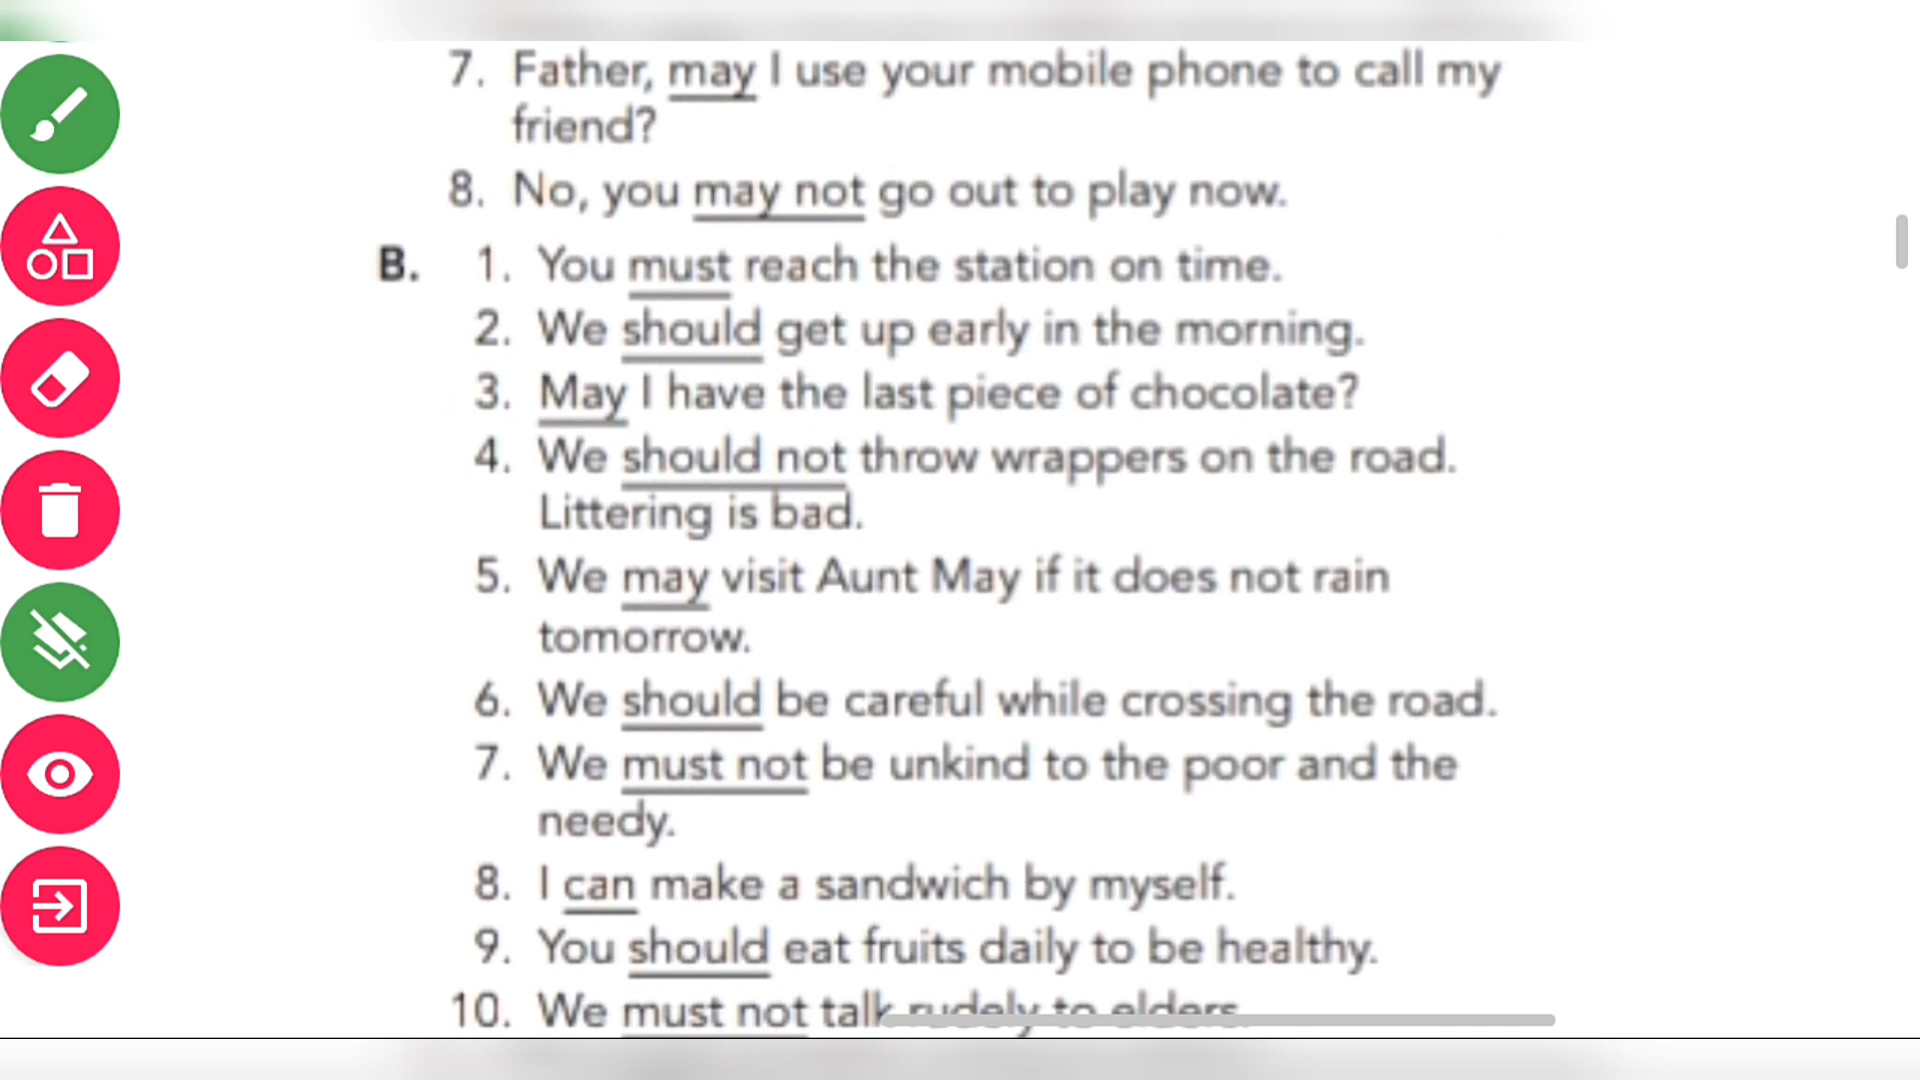 7. Father, may I use your mobile phone to call my
friend?
8. No, you may not go out to play now.
B. 1. You must reach the station on time.
2. We should get up early in the morning.
3. May I have the last piece of chocolate?
4. We should not throw wrappers on the road.
Littering is bad.
5. We may visit Aunt May if it does not rain
tomorrow.
6. We should be careful while crossing the road.
7. We must not be unkind to the poor and the
needy.
8. I can make a sandwich by myself.
9. You should eat fruits daily to be healthy.
10. We must not talk rudely to elders.